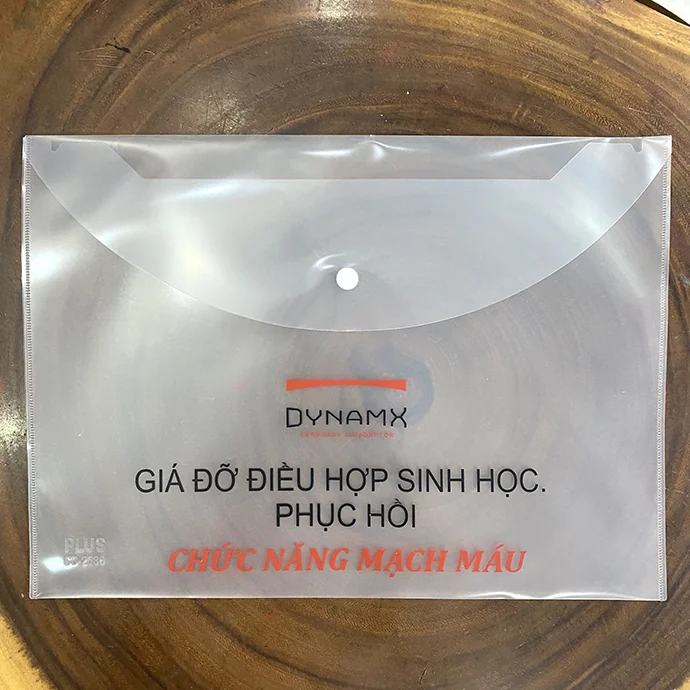 DYNAMX
GIÁ ĐỠ ĐIỀU HỢP SINH HỌC.
PHỤC HỒI
CHỨC NĂNG MẠCH MÁU
PLUS